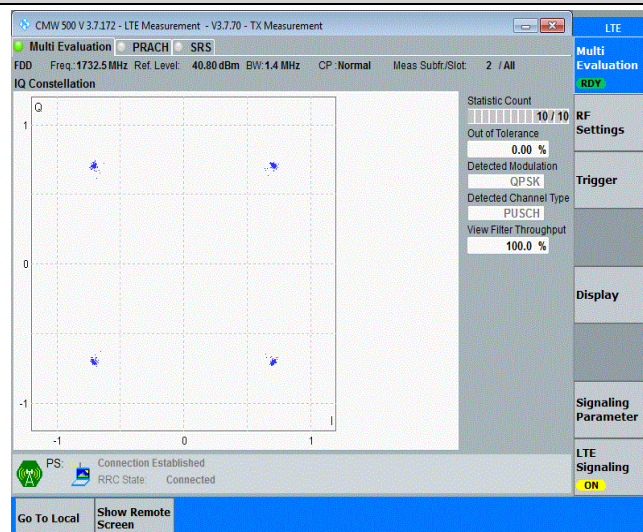 CMW 500 V 3.7.172 - LTE Measurement - V3.7.70 - TX Measurement
LTE
Multi Evaluation PRACH SRS
Multi
Evaluation
RDY
FDD Freq.:1732.5 MHz Ref. Level: 40.80 dBm BW:1.4 MHz CP :Normal Meas Subfr./Slot: 2 / All
IQ Constellation
Q
1
0
-1
-1 0 1
I
Statistic Count
10 / 10
Out of Tolerance
0.00 %
Detected Modulation
QPSK
Detected Channel Type
PUSCH
View Filter Throughput
100.0 %
RF
Settings
Trigger
Display
Signaling
Parameter
LTE
Signaling
ON
PS: Connection Established
RRC State: Connected
Go To Local
Show Remote
Screen